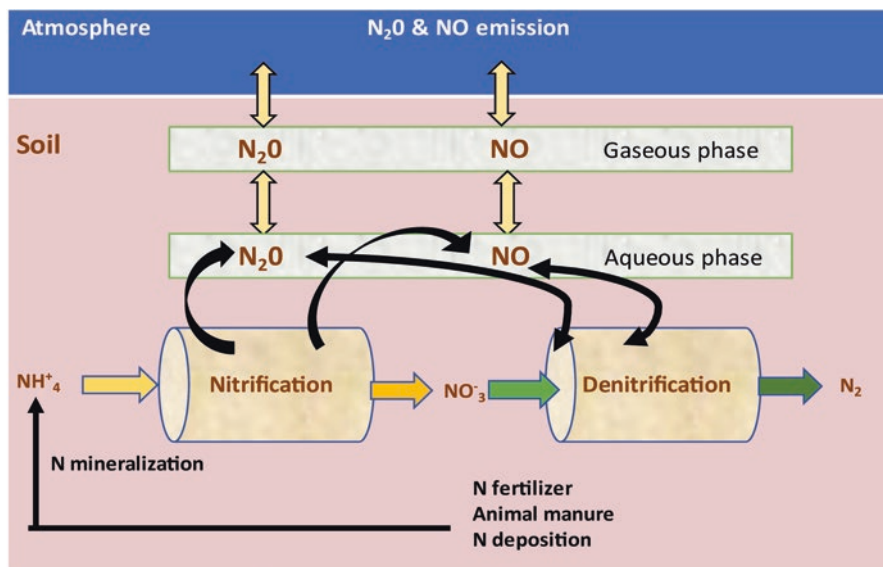 Atmosphere
N₂0 & NO emission
Soil
N₂0
NO
Gaseous phase
N₂0
NO
Aqueous phase
NH⁺₄
Nitrification
NO⁻₃
Denitrification
N₂
N mineralization
N fertilizer
Animal manure
N deposition